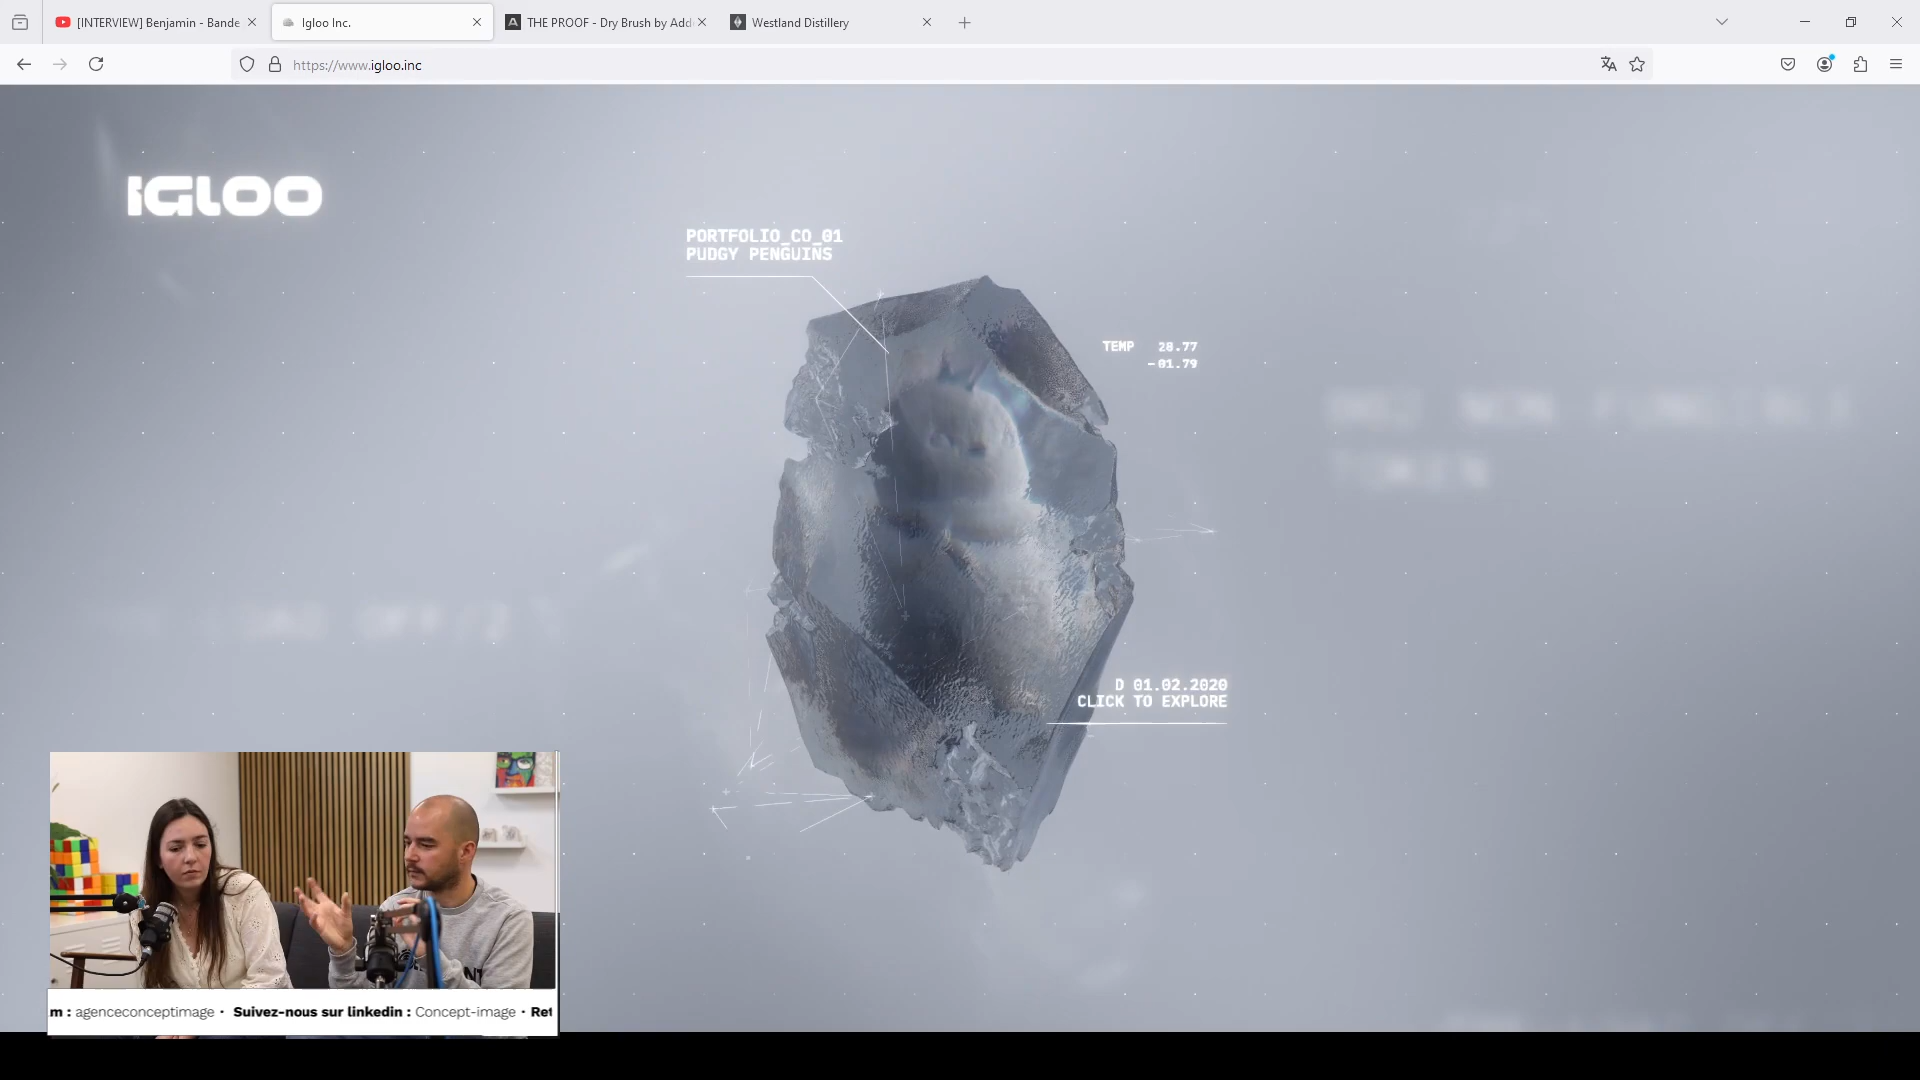 [INTERVIEW] Benjamin - Bande
Igloo Inc.
THE PROOF - Dry Brush by Add
Westland Distillery
https://www.igloo.inc
IGLOO
PORTFOLIO_CO_01
PUDGY PENGUINS
TEMP 28.77
-01.79
D 01.02.2020
CLICK TO EXPLORE
m : agenceconceptimage · Suivez-nous sur linkedin : Concept-image · Ret